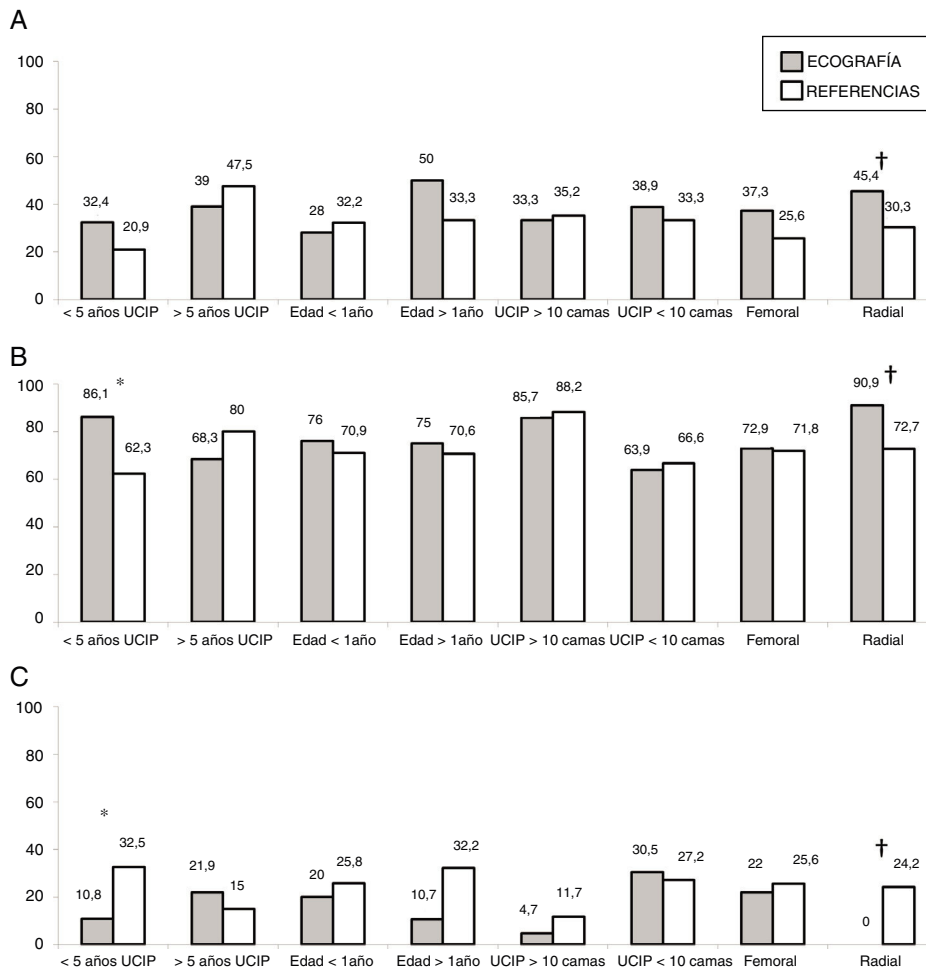 A
ECOGRAFÍA
REFERENCIAS
100
80
60
40
20
0
32,4
20,9
39
47,5
28
32,2
50
33,3
33,3
35,2
38,9
33,3
37,3
25,6
45,4
†
30,3
< 5 años UCIP
> 5 años UCIP
Edad < 1año
Edad > 1año
UCIP > 10 camas
UCIP < 10 camas
Femoral
Radial
B
100
80
60
40
20
0
86,1
*
62,3
68,3
80
76
70,9
75
70,6
85,7
88,2
63,9
66,6
72,9
71,8
90,9
†
72,7
< 5 años UCIP
> 5 años UCIP
Edad < 1año
Edad > 1año
UCIP > 10 camas
UCIP < 10 camas
Femoral
Radial
C
100
80
60
40
20
0
10,8
*
32,5
21,9
15
20
25,8
10,7
32,2
4,7
11,7
30,5
27,2
22
25,6
0
†
24,2
< 5 años UCIP
> 5 años UCIP
Edad < 1año
Edad > 1año
UCIP > 10 camas
UCIP < 10 camas
Femoral
Radial